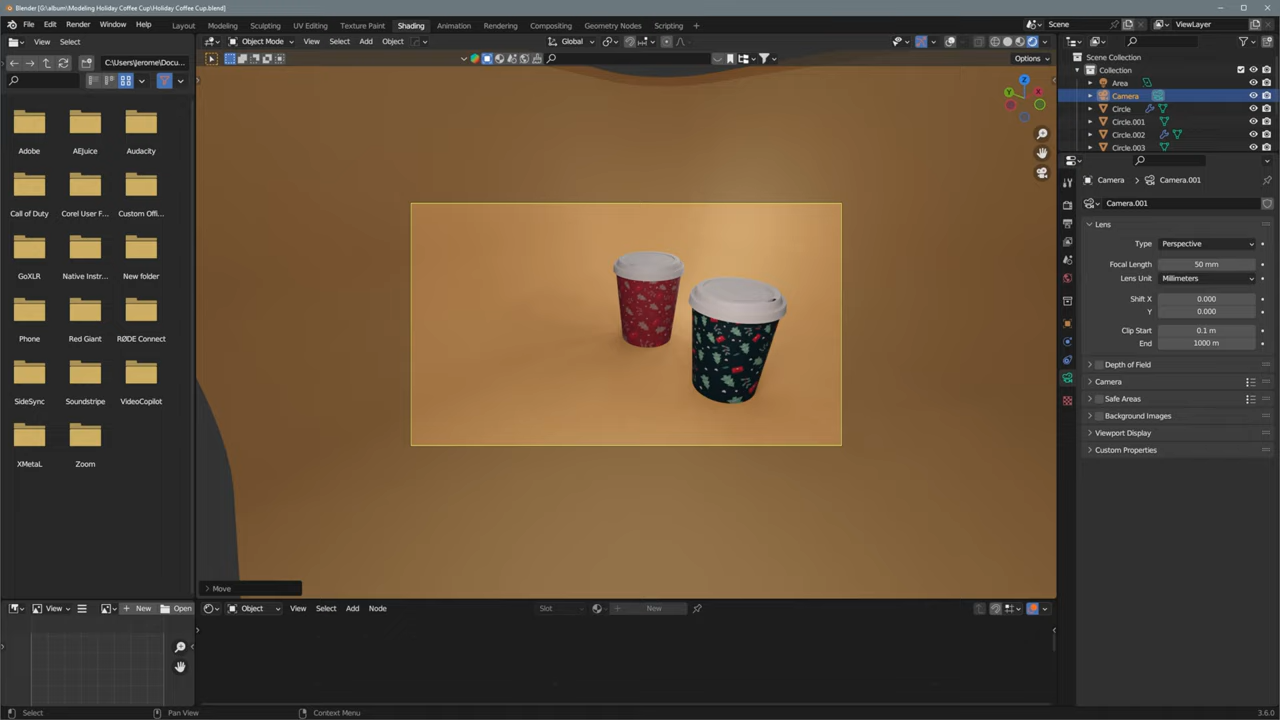 Blender [G:\album\Modeling Holiday Coffee Cup\Holiday Coffee Cup.blend]
File Edit Render Window Help Layout Modeling Sculpting UV Editing Texture Paint Shading Animation Rendering Compositing Geometry Nodes Scripting + Scene ViewLayer
View Select C:\Users\Jerome\Docu... Object Mode View Select Add Object Global
Options
Scene Collection
Collection
Area
Camera
Circle
Circle.001
Circle.002
Circle.003
Adobe AEJuice Audacity
Call of Duty Corel User F... Custom Offi...
GoXLR Native Instr... New folder
Phone Red Giant RØDE Connect
SideSync Soundstripe VideoCopilot
XMetaL Zoom
Z
Y
X
Camera > Camera.001
Camera.001
Lens
Type Perspective
Focal Length 50 mm
Lens Unit Millimeters
Shift X 0.000
Y 0.000
Clip Start 0.1 m
End 1000 m
Depth of Field
Camera
Safe Areas
Background Images
Viewport Display
Custom Properties
> Move
View + New Open Object View Select Add Node Slot + New
Select Pan View Context Menu 3.6.0